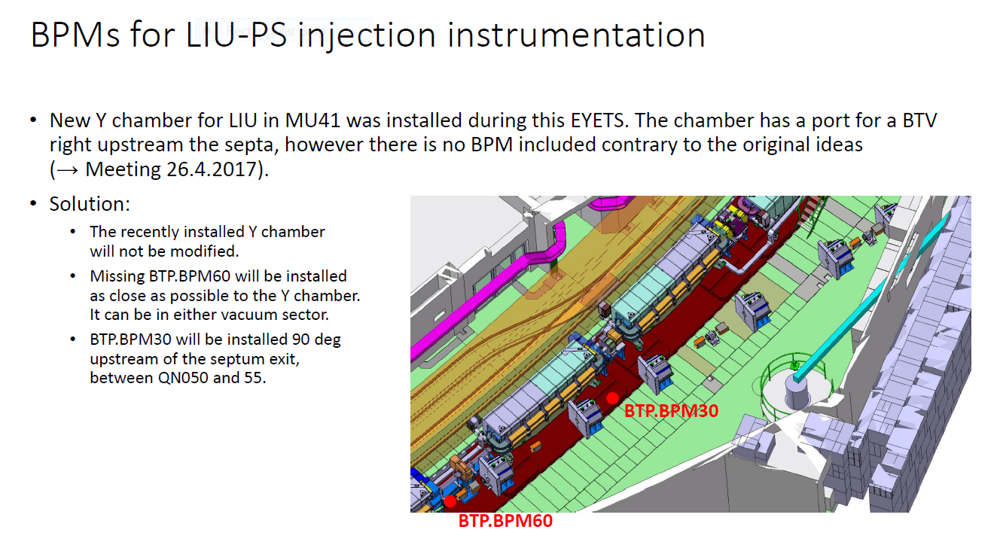 BPMs for LIU-PS injection instrumentation
• New Y chamber for LIU in MU41 was installed during this EYETS. The chamber has a port for a BTV
right upstream the septa, however there is no BPM included contrary to the original ideas
(→ Meeting 26.4.2017).
• Solution:
• The recently installed Y chamber
will not be modified.
• Missing BTP.BPM60 will be installed
as close as possible to the Y chamber.
It can be in either vacuum sector.
• BTP.BPM30 will be installed 90 deg
upstream of the septum exit,
between QN050 and 55.
BTP.BPM30
BTP.BPM60